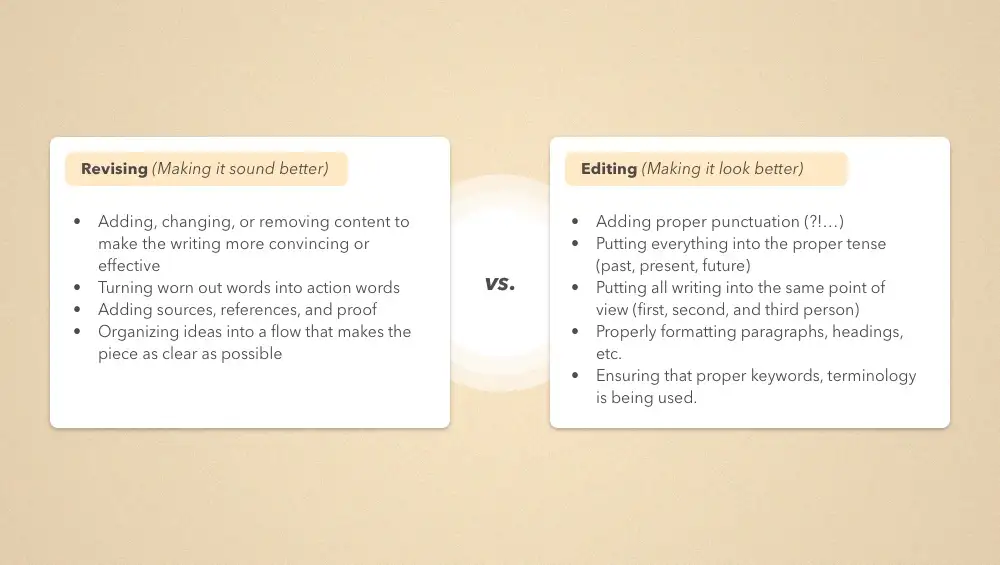 Revising (Making it sound better)
• Adding, changing, or removing content to
make the writing more convincing or
effective
• Turning worn out words into action words
• Adding sources, references, and proof
• Organizing ideas into a flow that makes the
piece as clear as possible
vs.
Editing (Making it look better)
• Adding proper punctuation (?!…)
• Putting everything into the proper tense
(past, present, future)
• Putting all writing into the same point of
view (first, second, and third person)
• Properly formatting paragraphs, headings,
etc.
• Ensuring that proper keywords, terminology
is being used.